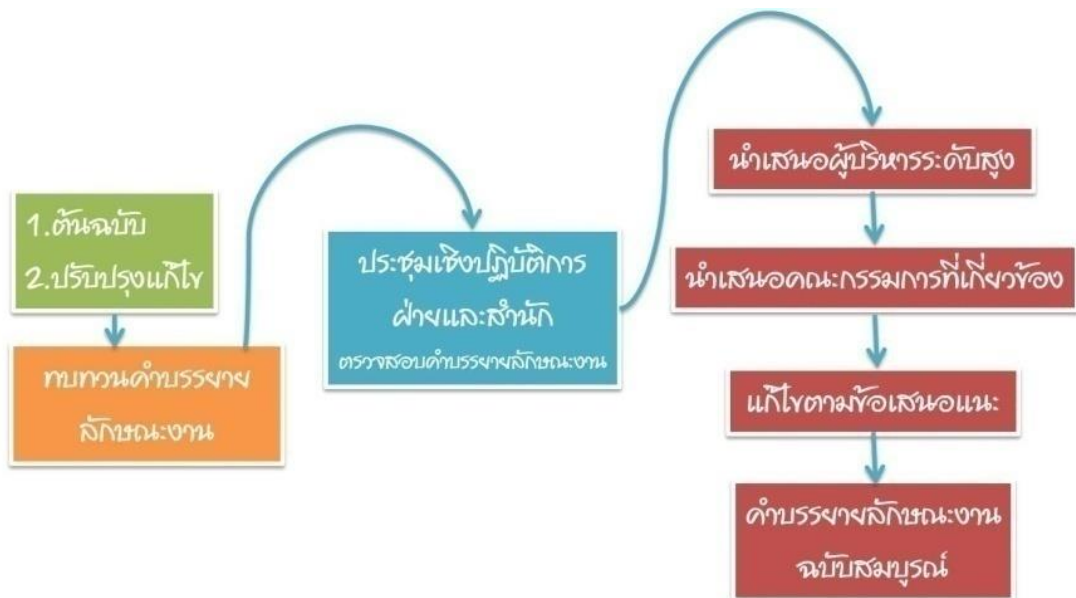 1.ต้นฉบับ
2.ปรับปรุงแก้ไข
ทบทวนคำบรรยาย
ลักษณะงาน
ประชุมเชิงปฏิบัติการ
ฝ่ายและสำนัก
ตรวจสอบคำบรรยายลักษณะงาน
นำเสนอผู้บริหารระดับสูง
นำเสนอคณะกรรมการที่เกี่ยวข้อง
แก้ไขตามข้อเสนอแนะ
คำบรรยายลักษณะงาน
ฉบับสมบูรณ์